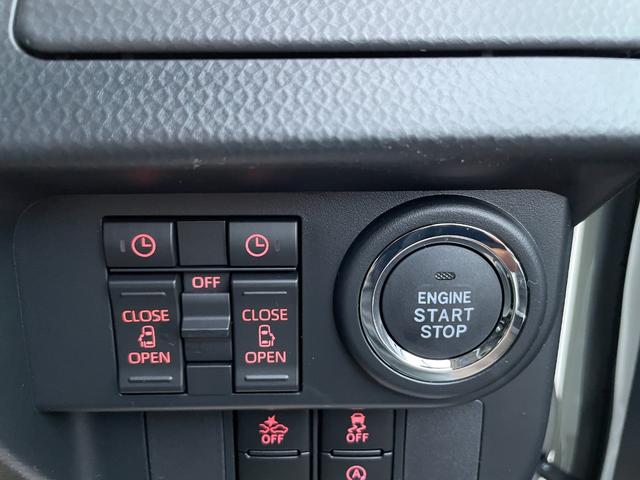 OFF
CLOSE
OPEN
CLOSE
OPEN
ENGINE
START
STOP
OFF
OFF
A